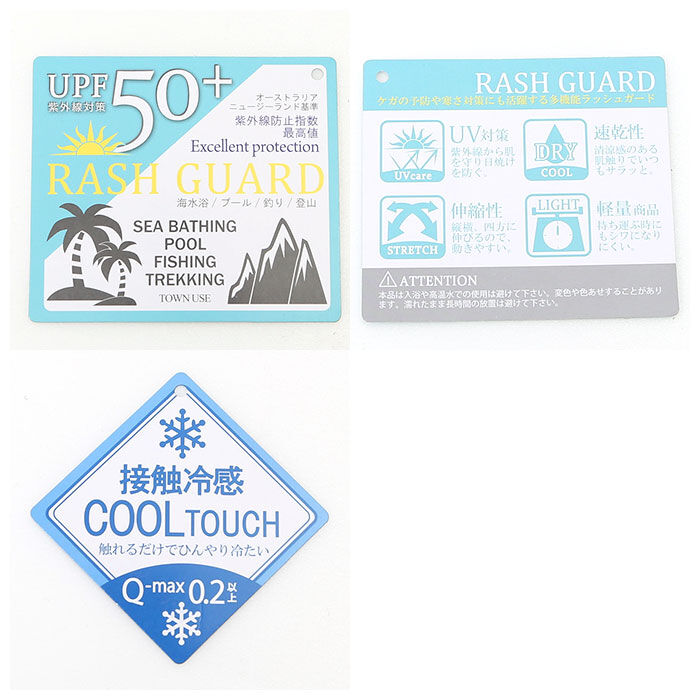 UPF
紫外線対策
50+
オーストラリア
ニュージーランド基準
紫外線防止指数
最高値
Excellent protection
RASH GUARD
海水浴/プール/釣り/登山
SEA BATHING
POOL
FISHING
TREKKING
TOWN USE
RASH GUARD
ケガの予防や寒さ対策にも活躍する多機能ラッシュガード
UVcare
UV対策
紫外線から肌
を守り日焼け
を防ぐ。
DRY
COOL
速乾性
清涼感のある
肌触りでいつ
もサラッと。
STRETCH
伸縮性
縦横、四方に
伸びるので、
動きやすい。
LIGHT
軽量商品
持ち運ぶ時に
もシワになり
にくい。
ATTENTION
本品は入浴や高温水での使用は避けて下さい。変色や色あせすることがあり
ます。濡れたまま長時間の放置は避けて下さい。
接触冷感
COOL TOUCH
触れるだけでひんやり冷たい
Q-max 0.2以上